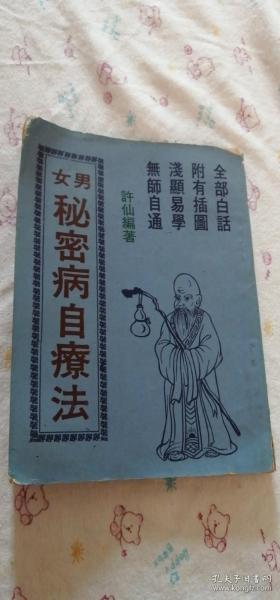 全部白話
附有插圖
淺顯易學
無師自通
許仙編著
男女
秘密病自療法
孔夫子旧书网